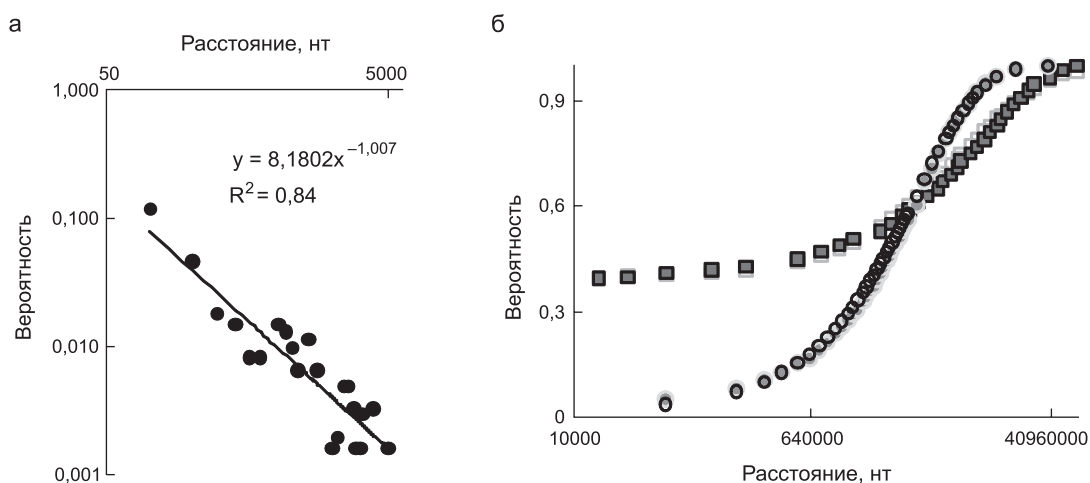 а
Расстояние, нт
50 5000
1,000
0,100
0,010
0,001
Вероятность
y = 8,1802x^–1,007
R² = 0,84
б
0,9
0,6
0,3
0
Вероятность
10000 640000 40960000
Расстояние, нт